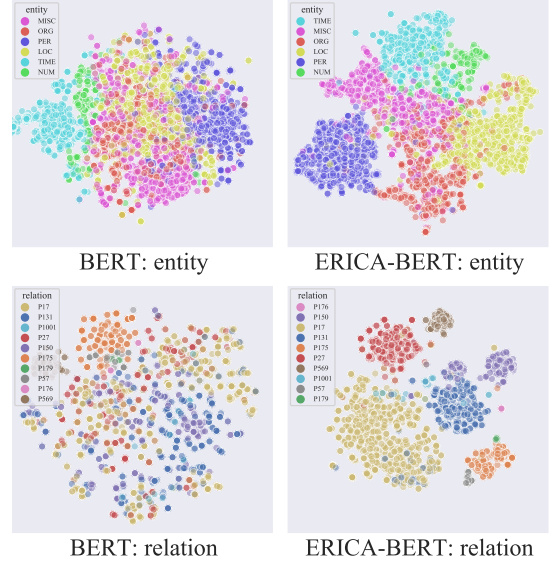 entity
MISC
ORG
PER
LOC
TIME
NUM
BERT: entity
entity
TIME
MISC
ORG
LOC
PER
NUM
ERICA-BERT: entity
relation
P17
P131
P1001
P27
P150
P175
P179
P57
P176
P569
BERT: relation
relation
P176
P150
P17
P131
P175
P27
P569
P1001
P57
P179
ERICA-BERT: relation